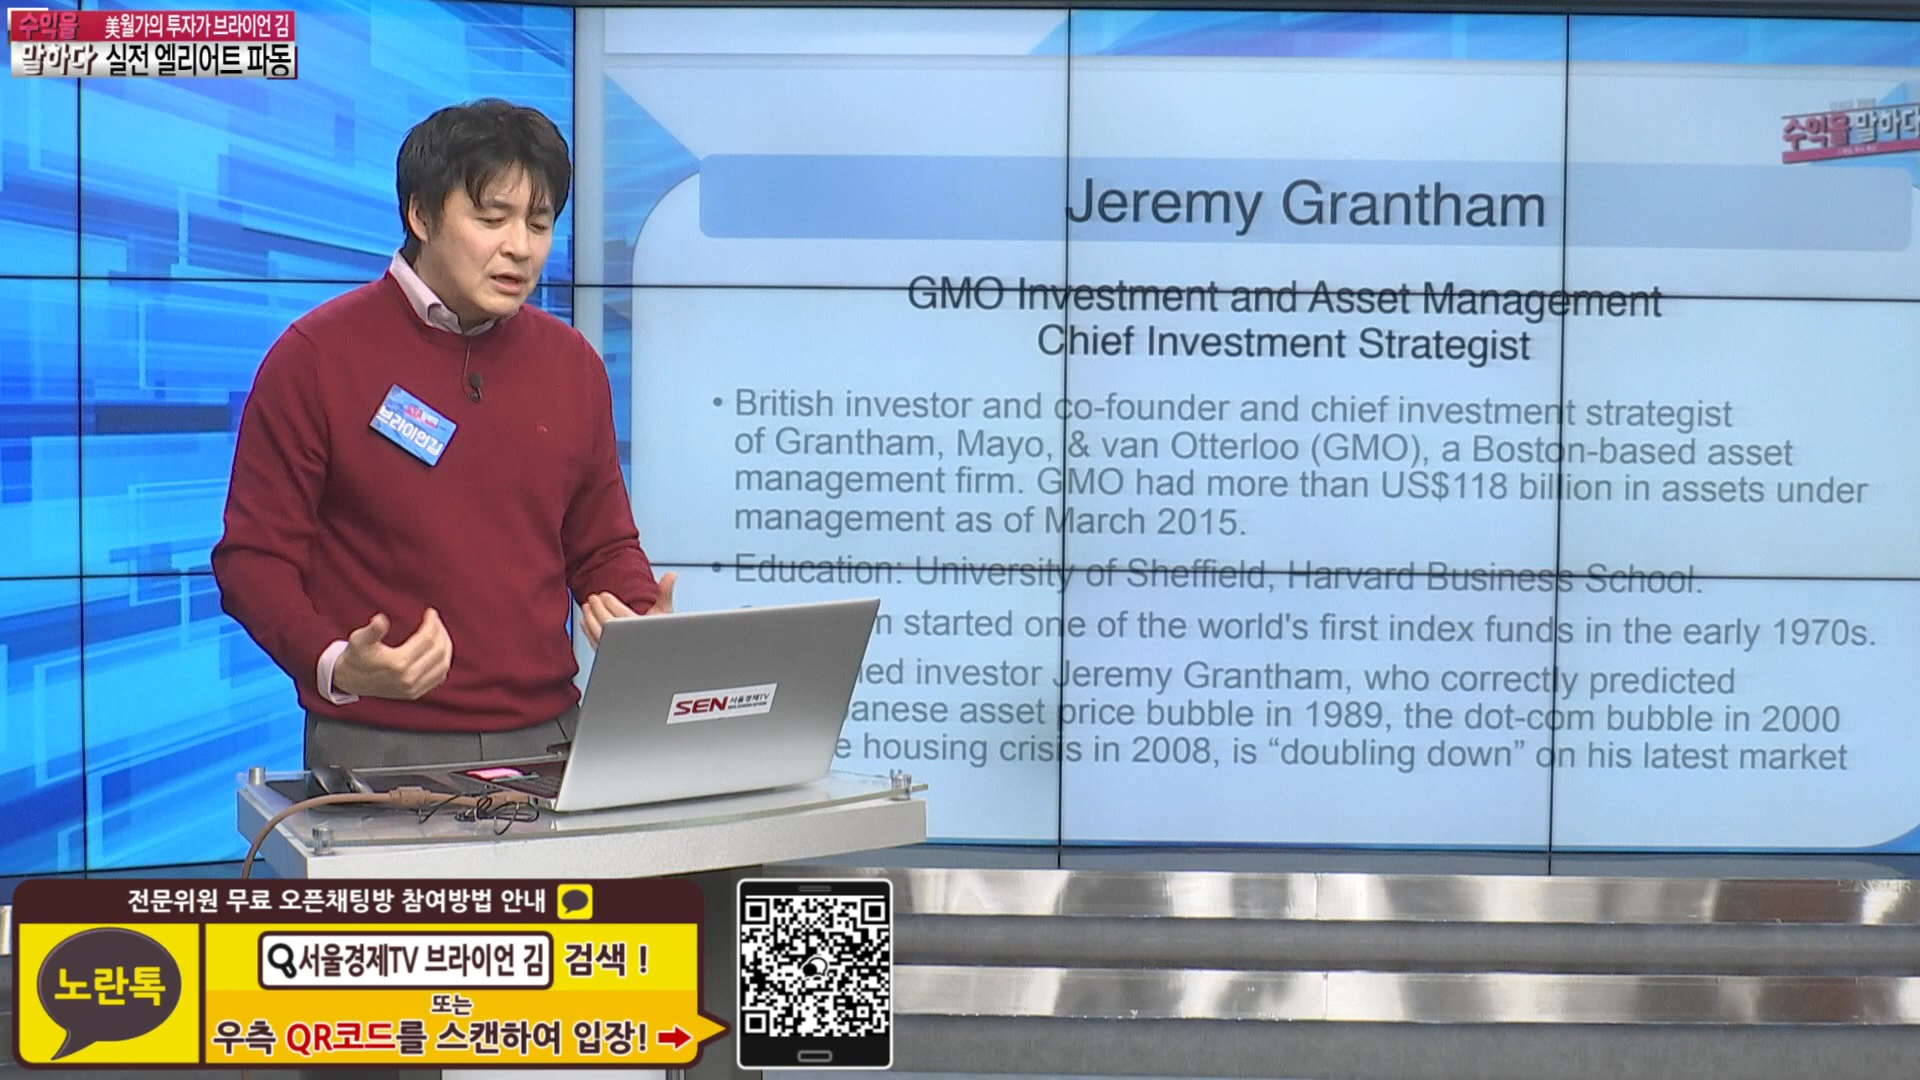 수익을
말하다
美월가의 투자가 브라이언 김
실전 엘리어트 파동
수익을 말하다
Jeremy Grantham
GMO Investment and Asset Management
Chief Investment Strategist
• British investor and co-founder and chief investment strategist
of Grantham, Mayo, & van Otterloo (GMO), a Boston-based asset
management firm. GMO had more than US$118 billion in assets under
management as of March 2015.
• Education: University of Sheffield, Harvard Business School.
started one of the world's first index funds in the early 1970s.
investor Jeremy Grantham, who correctly predicted
asset price bubble in 1989, the dot-com bubble in 2000
housing crisis in 2008, is “doubling down” on his latest market
브라이언김
SEN 서울경제TV
전문위원 무료 오픈채팅방 참여방법 안내
노란톡
서울경제TV 브라이언 김 검색 !
또는
우측 QR코드를 스캔하여 입장!